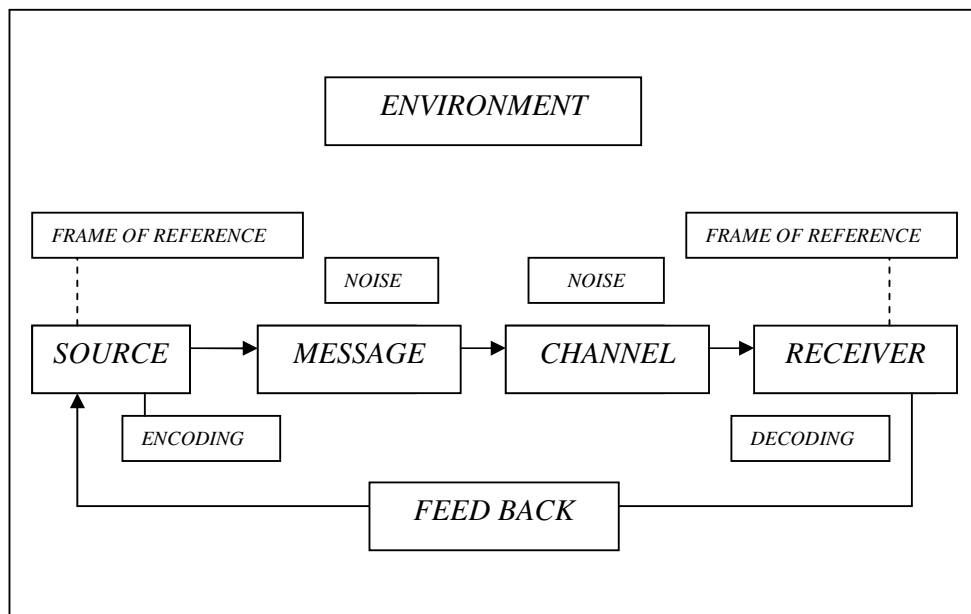 ENVIRONMENT
FRAME OF REFERENCE
FRAME OF REFERENCE
NOISE
NOISE
SOURCE
MESSAGE
CHANNEL
RECEIVER
ENCODING
DECODING
FEED BACK